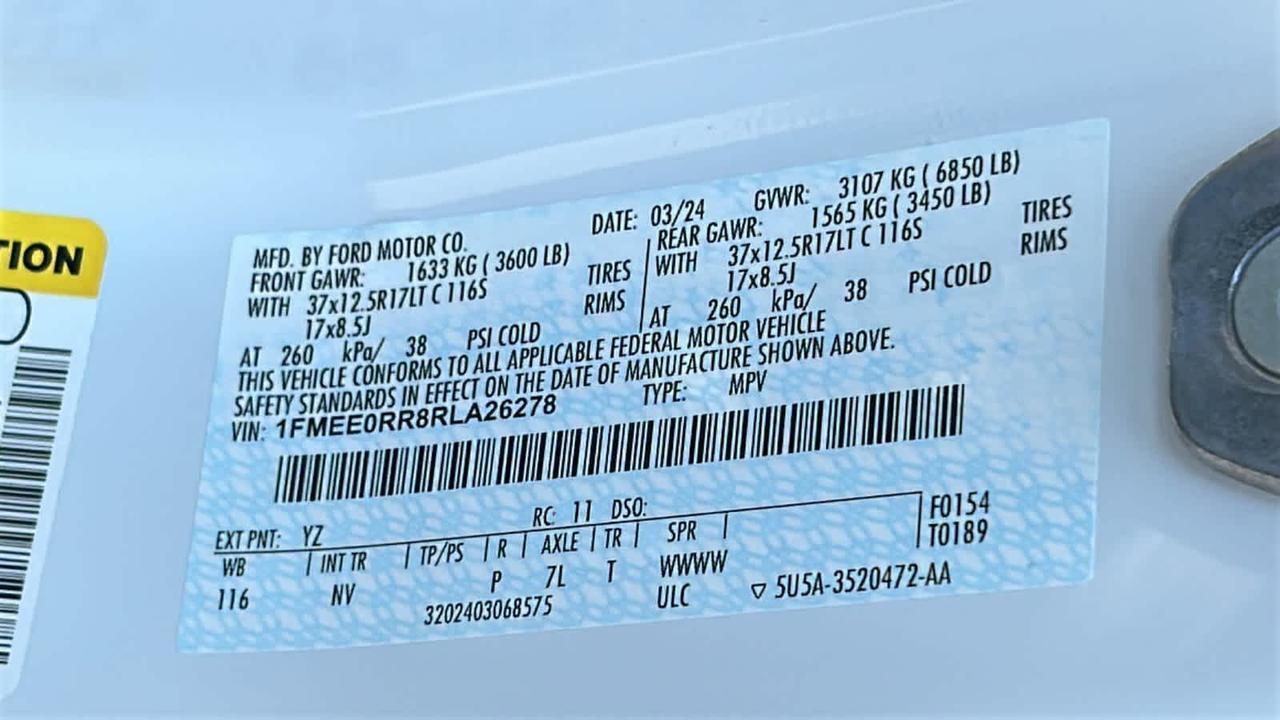 TION
MFD. BY FORD MOTOR CO.
DATE: 03/24
GVWR: 3107 KG ( 6850 LB)
FRONT GAWR: 1633 KG ( 3600 LB)
WITH 37x12.5R17LT C 116S TIRES
17x8.5J RIMS
AT 260 kPa/ 38 PSI COLD
REAR GAWR: 1565 KG ( 3450 LB)
WITH 37x12.5R17LT C 116S TIRES
17x8.5J RIMS
AT 260 kPa/ 38 PSI COLD
THIS VEHICLE CONFORMS TO ALL APPLICABLE FEDERAL MOTOR VEHICLE
SAFETY STANDARDS IN EFFECT ON THE DATE OF MANUFACTURE SHOWN ABOVE.
VIN: 1FMEE0RR8RLA26278 TYPE: MPV
EXT PNT: YZ RC: 11 DSO:
WB INT TR TP/PS R AXLE TR SPR
116 NV P 7L T WWWW
F0154
T0189
3202403068575 ULC ▽ 5U5A-3520472-AA